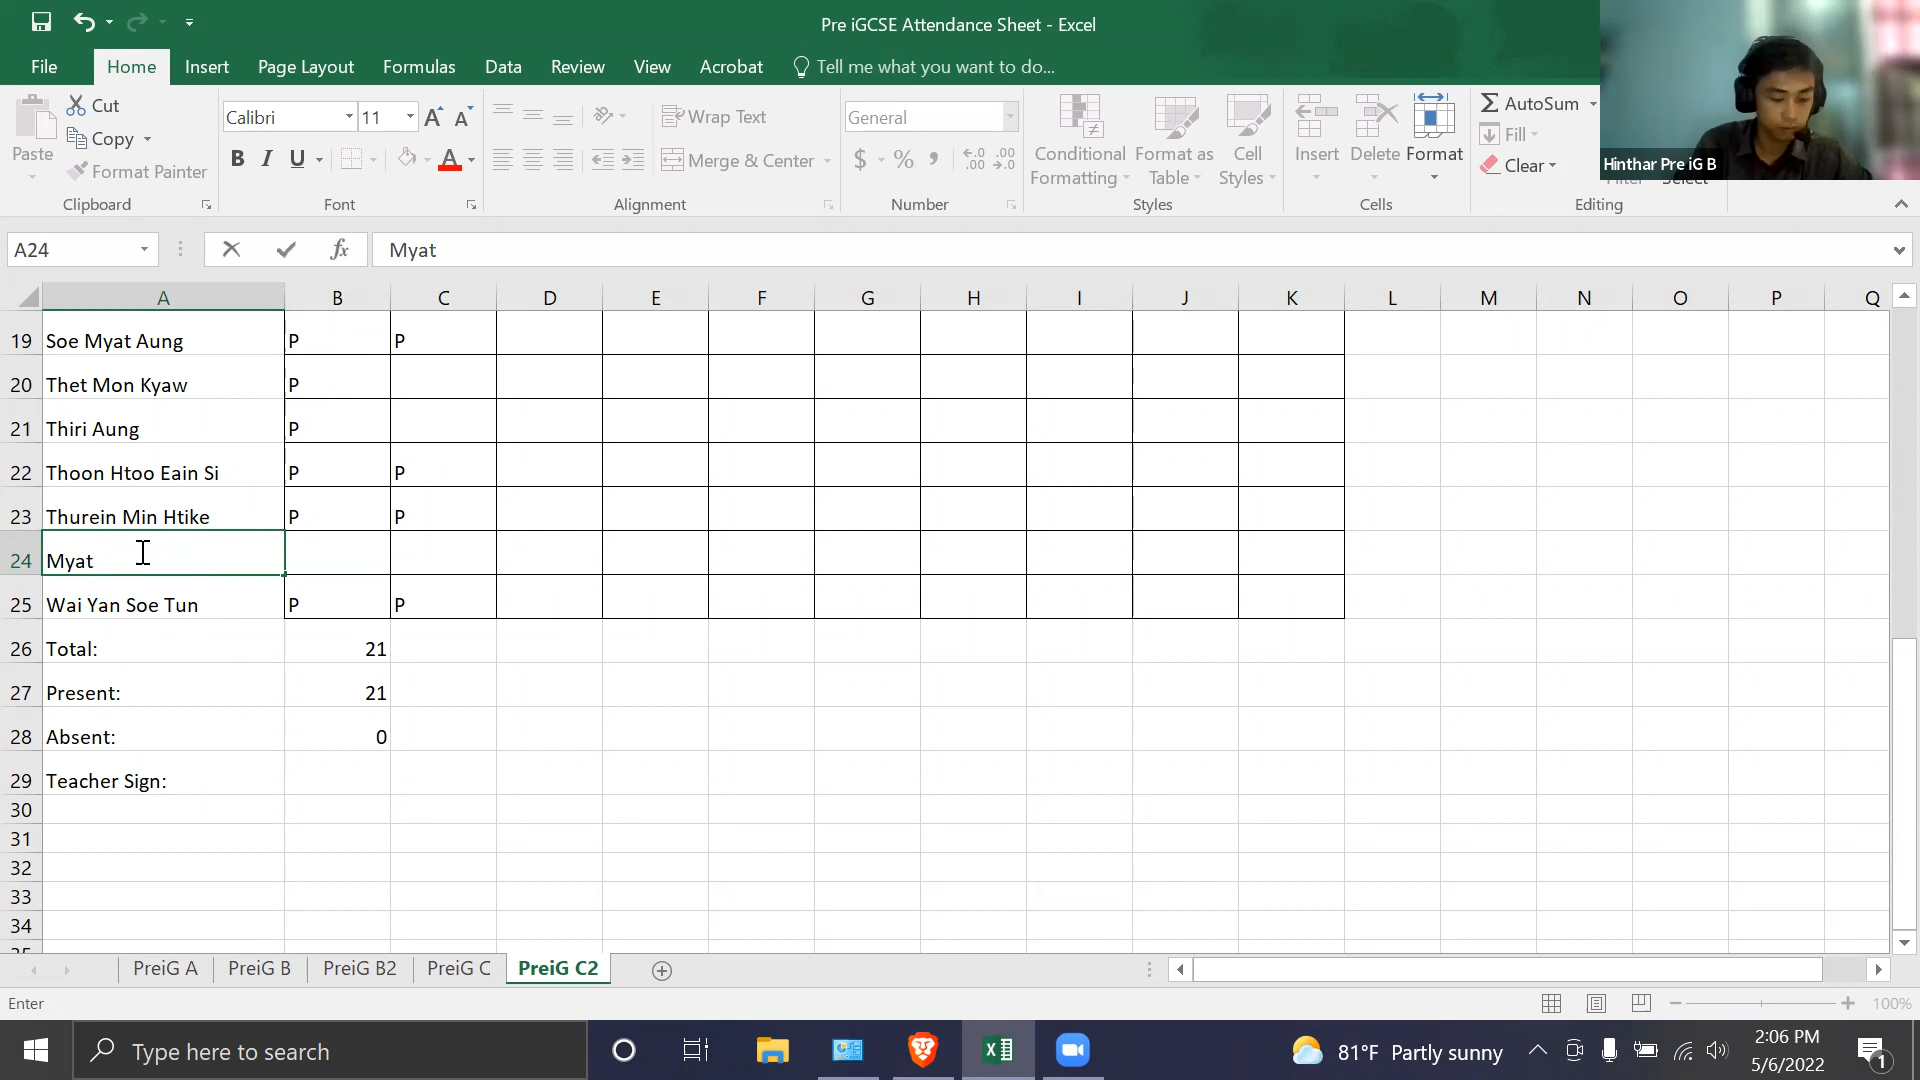 Pre iGCSE Attendance Sheet - Excel
File Home Insert Page Layout Formulas Data Review View Acrobat Tell me what you want to do...
Paste
Cut
Copy
Format Painter
Clipboard
Calibri 11
B I U A
Font
Wrap Text
Merge & Center
Alignment
General
$ % ,
Number
Conditional Formatting
Format as Table
Cell Styles
Styles
Insert Delete Format
Cells
AutoSum
Fill
Clear
Editing
Hinthar Pre iG B
A24 fx Myat
A B C D E F G H I J K L M N O P Q
19 Soe Myat Aung P P
20 Thet Mon Kyaw P
21 Thiri Aung P
22 Thoon Htoo Eain Si P P
23 Thurein Min Htike P P
24 Myat
25 Wai Yan Soe Tun P P
26 Total: 21
27 Present: 21
28 Absent: 0
29 Teacher Sign:
30
31
32
33
34
PreiG A PreiG B PreiG B2 PreiG C PreiG C2
Enter 100%
Type here to search 81°F Partly sunny 2:06 PM
5/6/2022 1